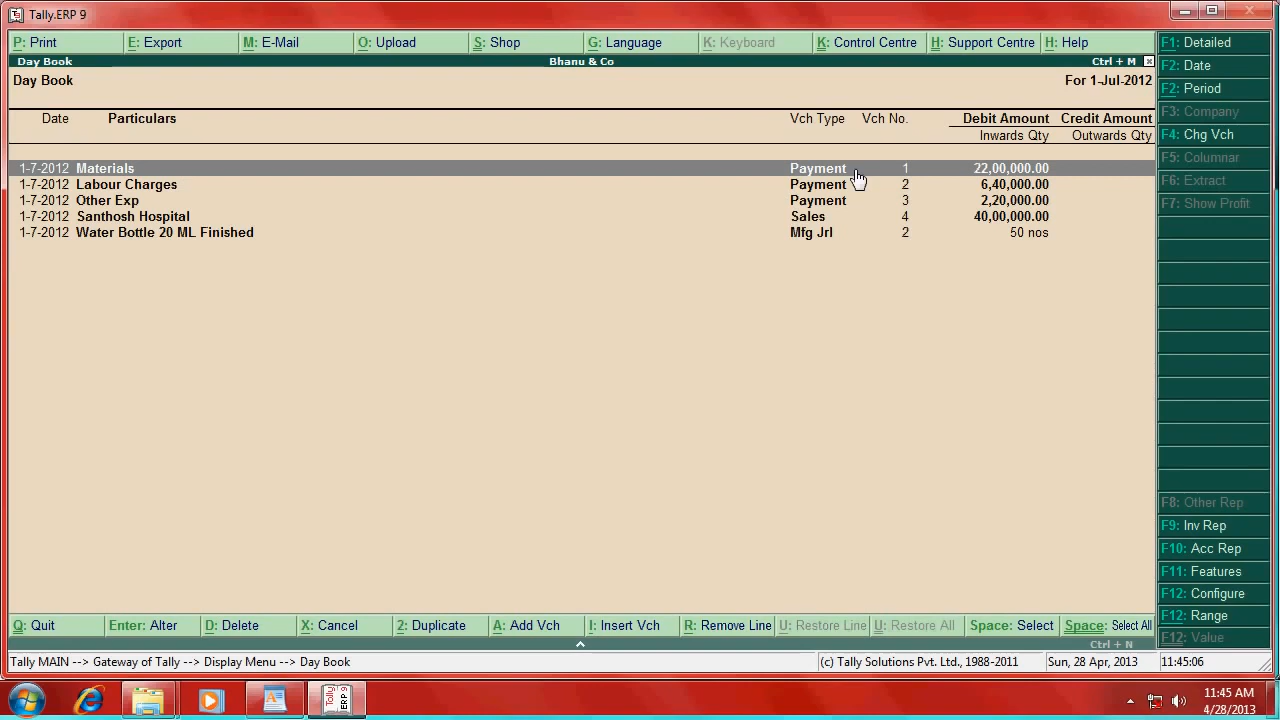 Tally.ERP 9
P: Print E: Export M: E-Mail O: Upload S: Shop G: Language K: Keyboard K: Control Centre H: Support Centre H: Help
Day Book Bhanu & Co Ctrl + M
Day Book For 1-Jul-2012
Date Particulars Vch Type Vch No. Debit Amount Credit Amount
Inwards Qty Outwards Qty
1-7-2012 Materials Payment 1 22,00,000.00
1-7-2012 Labour Charges Payment 2 6,40,000.00
1-7-2012 Other Exp Payment 3 2,20,000.00
1-7-2012 Santhosh Hospital Sales 4 40,00,000.00
1-7-2012 Water Bottle 20 ML Finished Mfg Jrl 2 50 nos
F1: Detailed
F2: Date
F2: Period
F3: Company
F4: Chg Vch
F5: Columnar
F6: Extract
F7: Show Profit
F8: Other Rep
F9: Inv Rep
F10: Acc Rep
F11: Features
F12: Configure
F12: Range
F12: Value
Q: Quit Enter: Alter D: Delete X: Cancel 2: Duplicate A: Add Vch I: Insert Vch R: Remove Line U: Restore Line U: Restore All Space: Select Space: Select All
Ctrl + N
Tally MAIN --> Gateway of Tally --> Display Menu --> Day Book (c) Tally Solutions Pvt. Ltd., 1988-2011 Sun, 28 Apr, 2013 11:45:06
Tally ERP 9
11:45 AM
4/28/2013